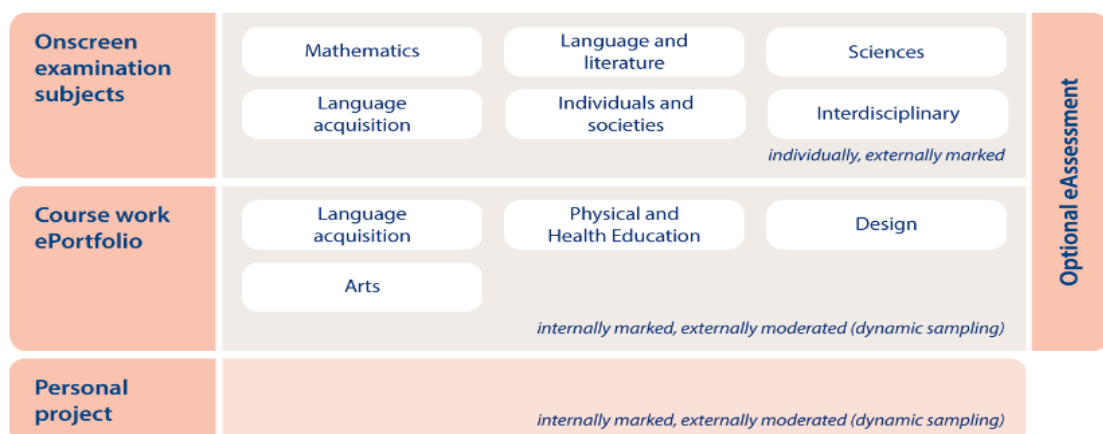 Onscreen
examination
subjects
Mathematics
Language and
literature
Sciences
Language
acquisition
Individuals and
societies
Interdisciplinary
individually, externally marked
Course work
ePortfolio
Language
acquisition
Physical and
Health Education
Design
Arts
internally marked, externally moderated (dynamic sampling)
Optional eAssessment
Personal
project
internally marked, externally moderated (dynamic sampling)